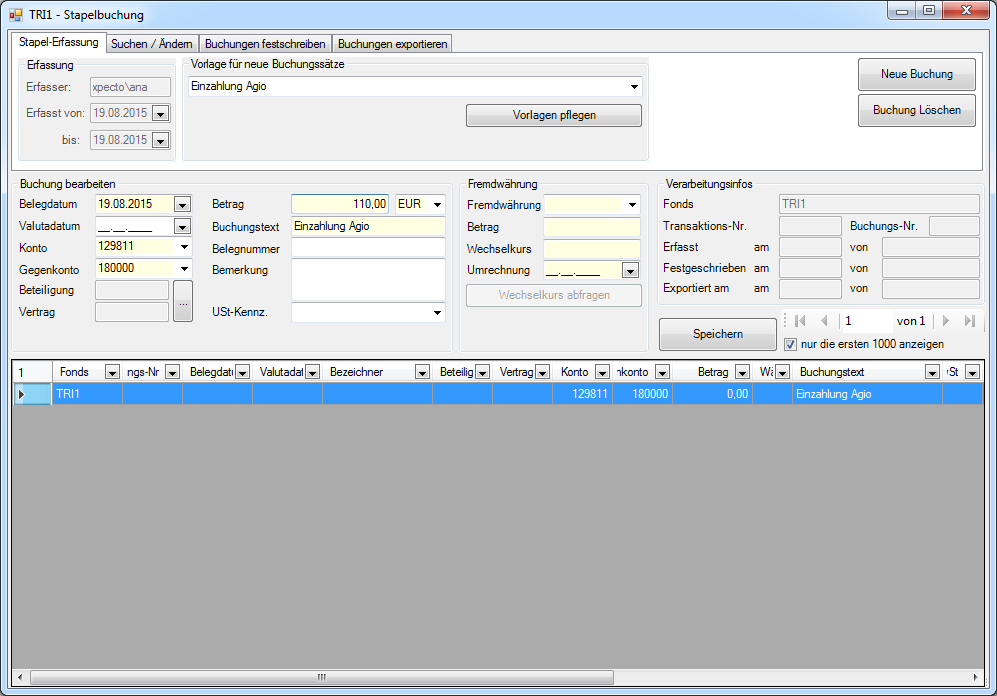 TRI1 - Stapelbuchung
Stapel-Erfassung Suchen / Ändern Buchungen festschreiben Buchungen exportieren
Erfassung
Erfasser: xpecto\ana
Erfasst von: 19.08.2015
bis: 19.08.2015
Vorlage für neue Buchungssätze
Einzahlung Agio
Vorlagen pflegen
Neue Buchung
Buchung Löschen
Buchung bearbeiten
Belegdatum 19.08.2015
Valutadatum __.__.____
Konto 129811
Gegenkonto 180000
Beteiligung
Vertrag
...
Betrag 110,00 EUR
Buchungstext Einzahlung Agio
Belegnummer
Bemerkung
USt-Kennz.
Fremdwährung
Fremdwährung
Betrag
Wechselkurs
Umrechnung __.__.____
Wechselkurs abfragen
Verarbeitungsinfos
Fonds TRI1
Transaktions-Nr. Buchungs-Nr.
Erfasst am von
Festgeschrieben am von
Exportiert am am von
Speichern
1 von 1
nur die ersten 1000 anzeigen
1 Fonds ngs-Nr Belegdatu Valutadat Bezeichner Beteilig Vertrag Konto nkonto Betrag Wä Buchungstext St
TRI1 129811 180000 0,00 Einzahlung Agio